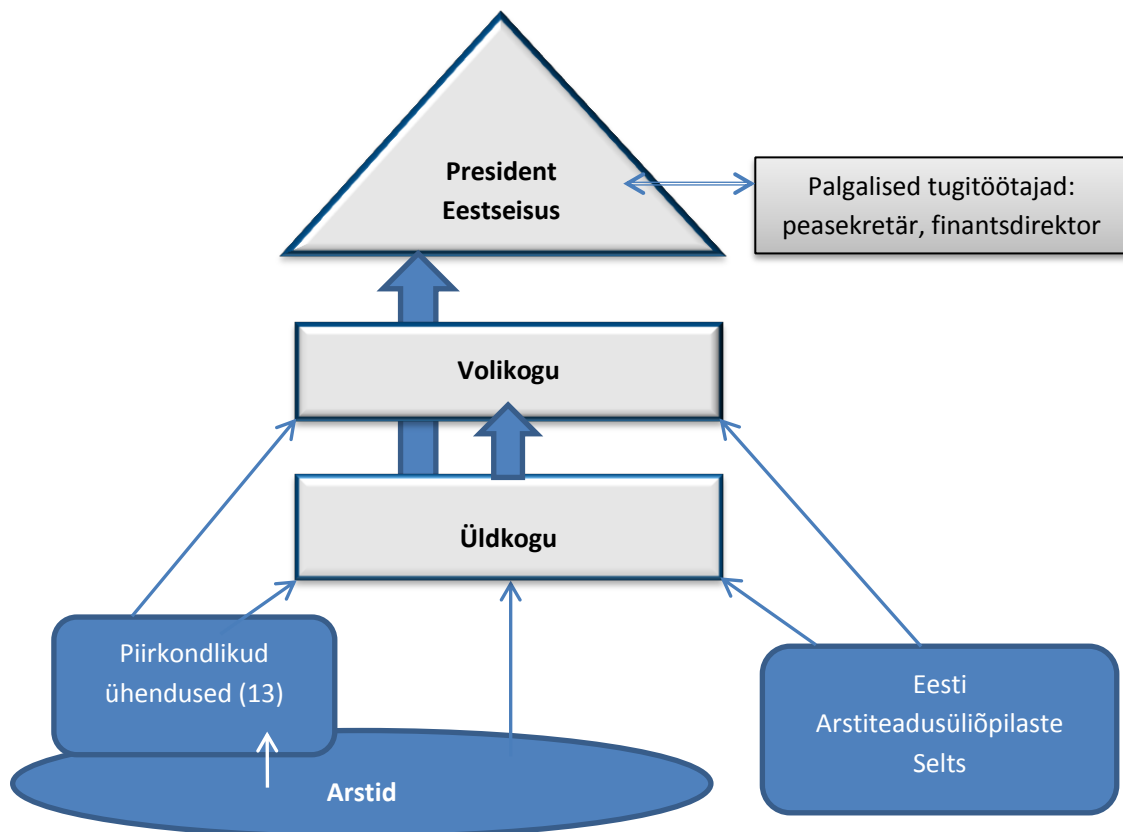 President
Eestseisus
Palgalised tugitöötajad:
peasekretär, finantsdirektor
Volikogu
Üldkogu
Piirkondlikud
ühendused (13)
Eesti
Arstiteadusüliõpilaste
Selts
Arstid